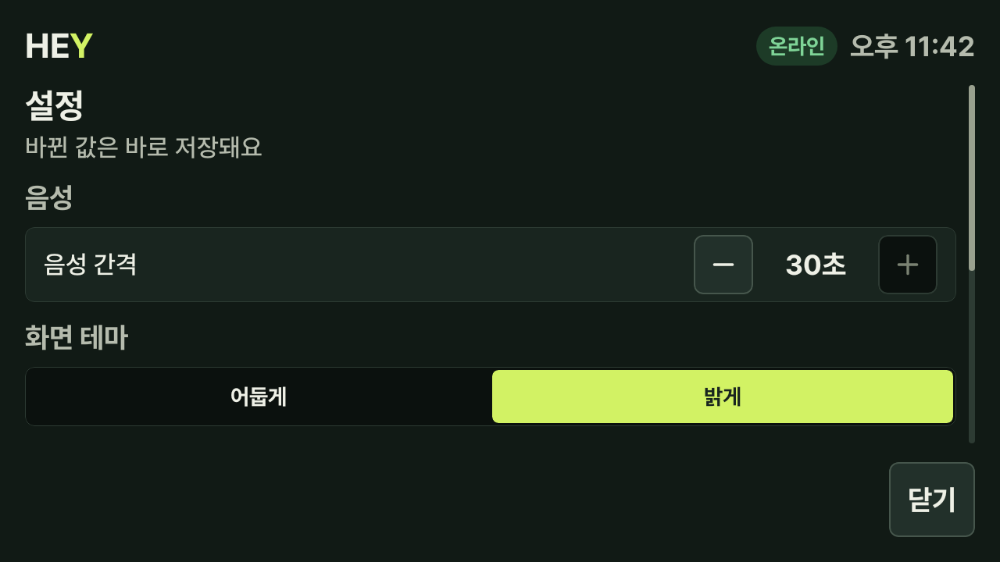 HEY
온라인 오후 11:42
설정
바뀐 값은 바로 저장돼요
음성
음성 간격 − 30초 +
화면 테마
어둡게 밝게
닫기